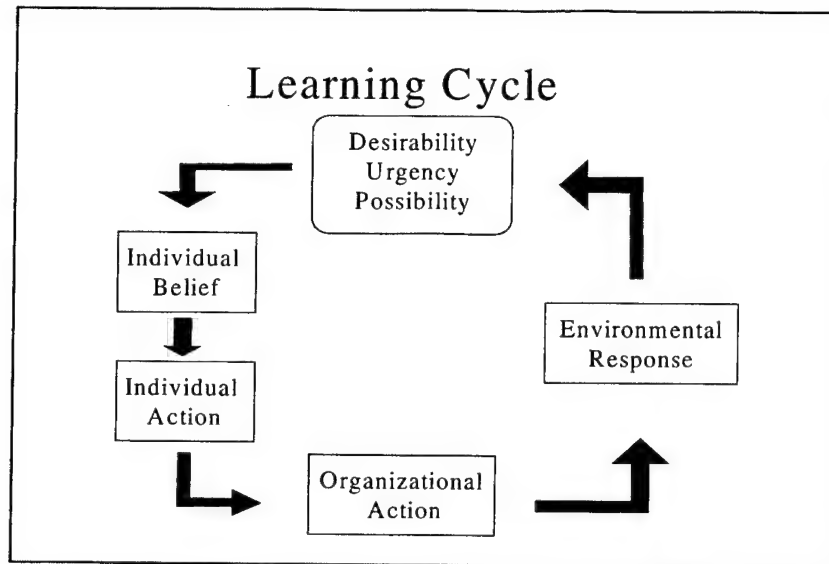 Learning Cycle
Desirability
Urgency
Possibility
Individual
Belief
Individual
Action
Organizational
Action
Environmental
Response